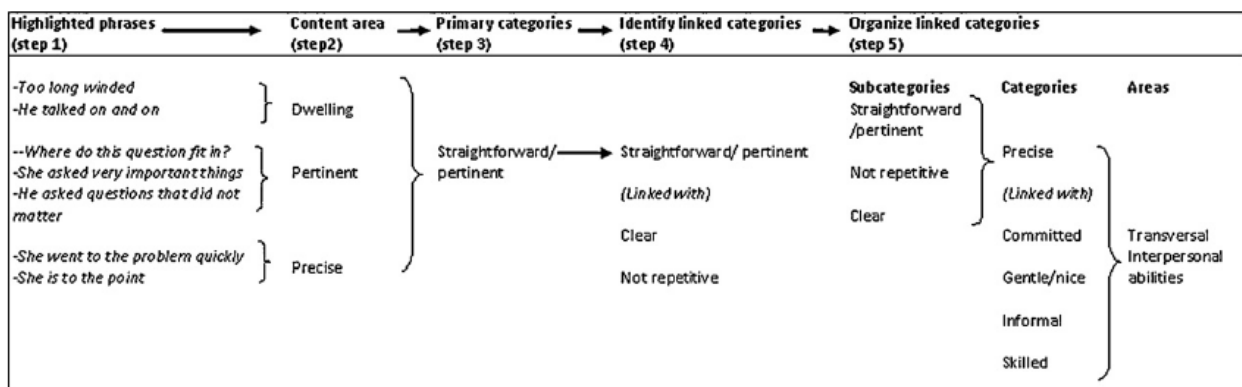 Highlighted phrases
(step 1)
Content area
(step2)
Primary categories
(step 3)
Identify linked categories
(step 4)
Organize linked categories
(step 5)
-Too long winded
-He talked on and on
Dwelling
--Where do this question fit in?
-She asked very important things
-He asked questions that did not
matter
Pertinent
-She went to the problem quickly
-She is to the point
Precise
Straightforward/
pertinent
Straightforward/ pertinent
(Linked with)
Clear
Not repetitive
Subcategories
Straightforward
/pertinent
Not repetitive
Clear
Categories
Precise
(Linked with)
Committed
Gentle/nice
Informal
Skilled
Areas
Transversal
Interpersonal
abilities